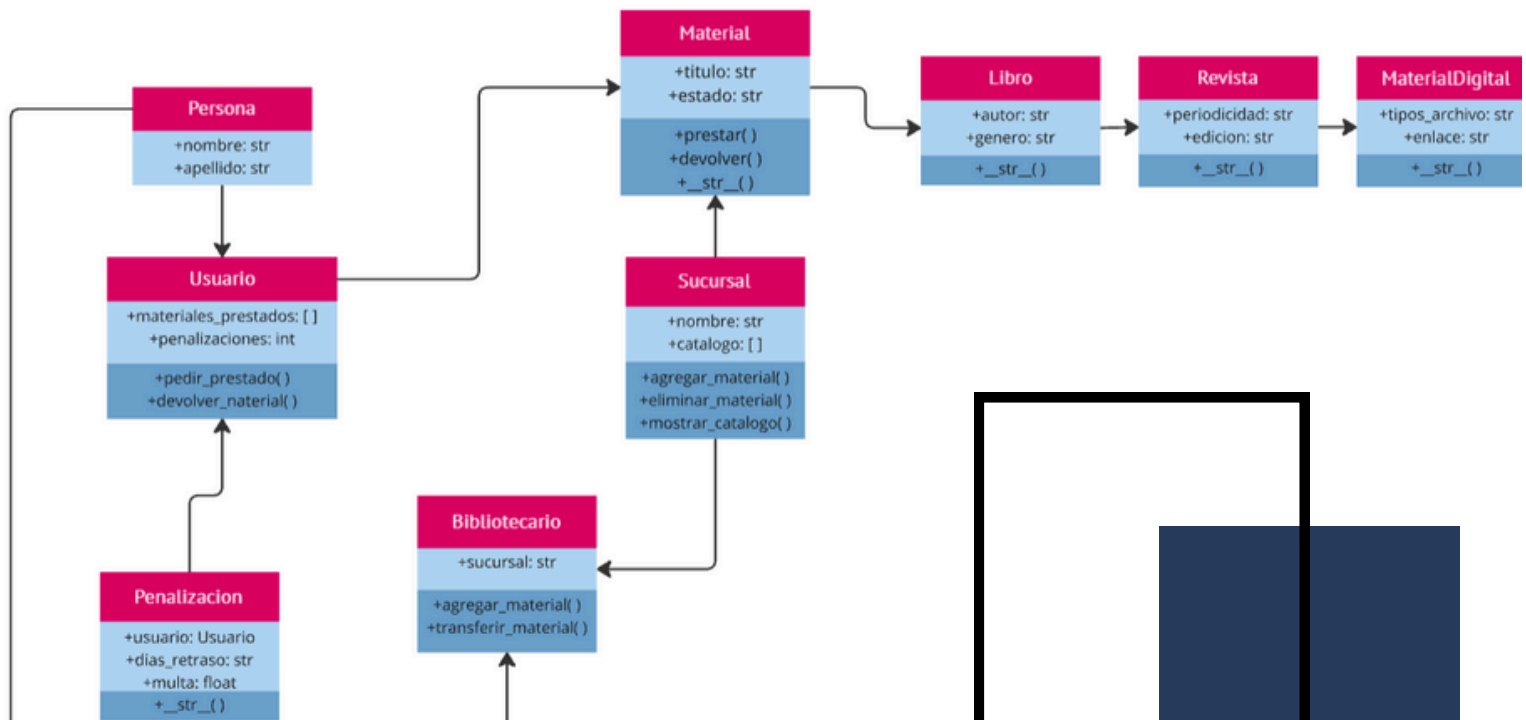 Persona
+nombre: str
+apellido: str
Usuario
+materiales_prestados: [ ]
+penalizaciones: int
+pedir_prestado( )
+devolver_naterial( )
Penalizacion
+usuario: Usuario
+dias_retraso: str
+multa: float
+__str__( )
Bibliotecario
+sucursal: str
+agregar_material( )
+transferir_material( )
Material
+titulo: str
+estado: str
+prestar( )
+devolver( )
+__str__( )
Sucursal
+nombre: str
+catalogo: [ ]
+agregar_material( )
+eliminar_material( )
+mostrar_catalogo( )
Libro
+autor: str
+genero: str
+__str__( )
Revista
+periodicidad: str
+edicion: str
+__str__( )
MaterialDigital
+tipos_archivo: str
+enlace: str
+__str__( )